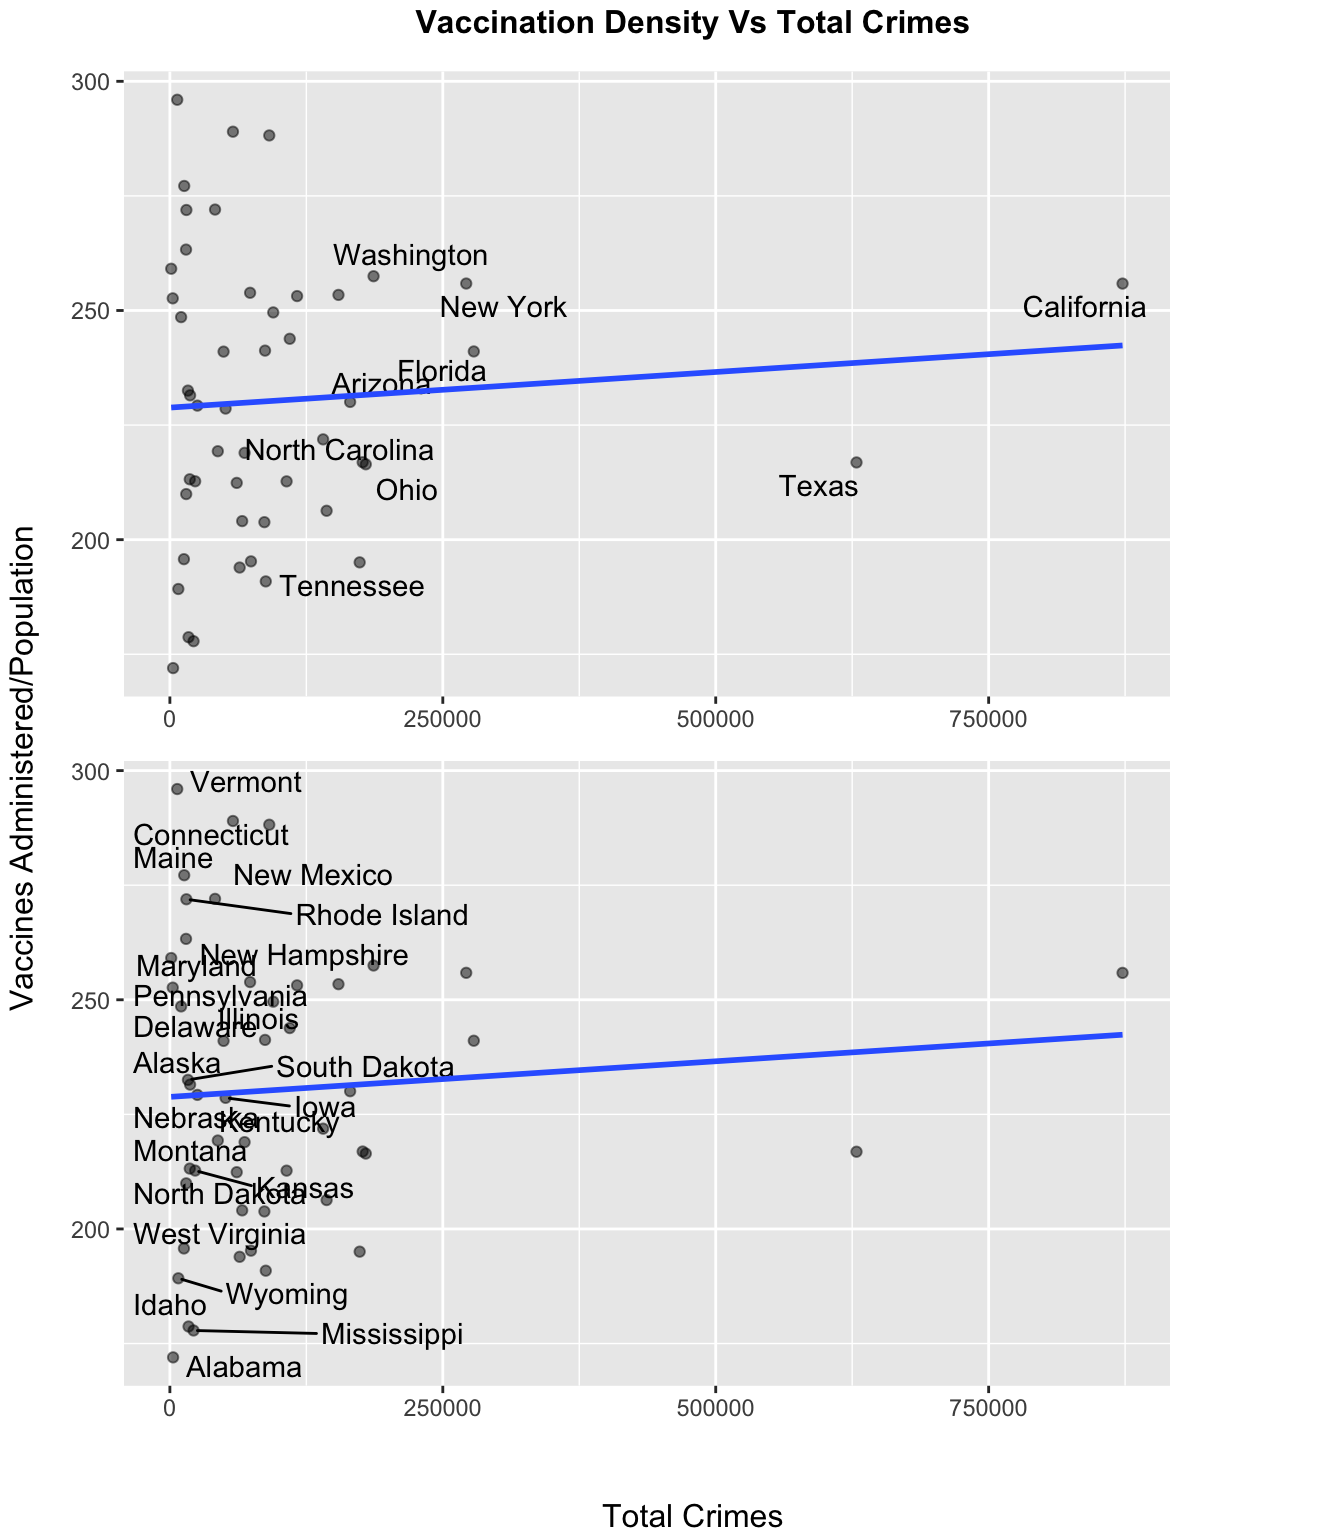 Vaccination Density Vs Total Crimes
Vaccines Administered/Population
300
250
200
Washington
New York
California
Florida
Arizona
North Carolina
Ohio
Texas
Tennessee
0 250000 500000 750000
300
250
200
Vermont
Connecticut
Maine
New Mexico
Rhode Island
New Hampshire
Maryland
Pennsylvania
Illinois
Delaware
Alaska
South Dakota
Iowa
Nebraska
Kentucky
Montana
Kansas
North Dakota
West Virginia
Wyoming
Idaho
Mississippi
Alabama
0 250000 500000 750000
Total Crimes